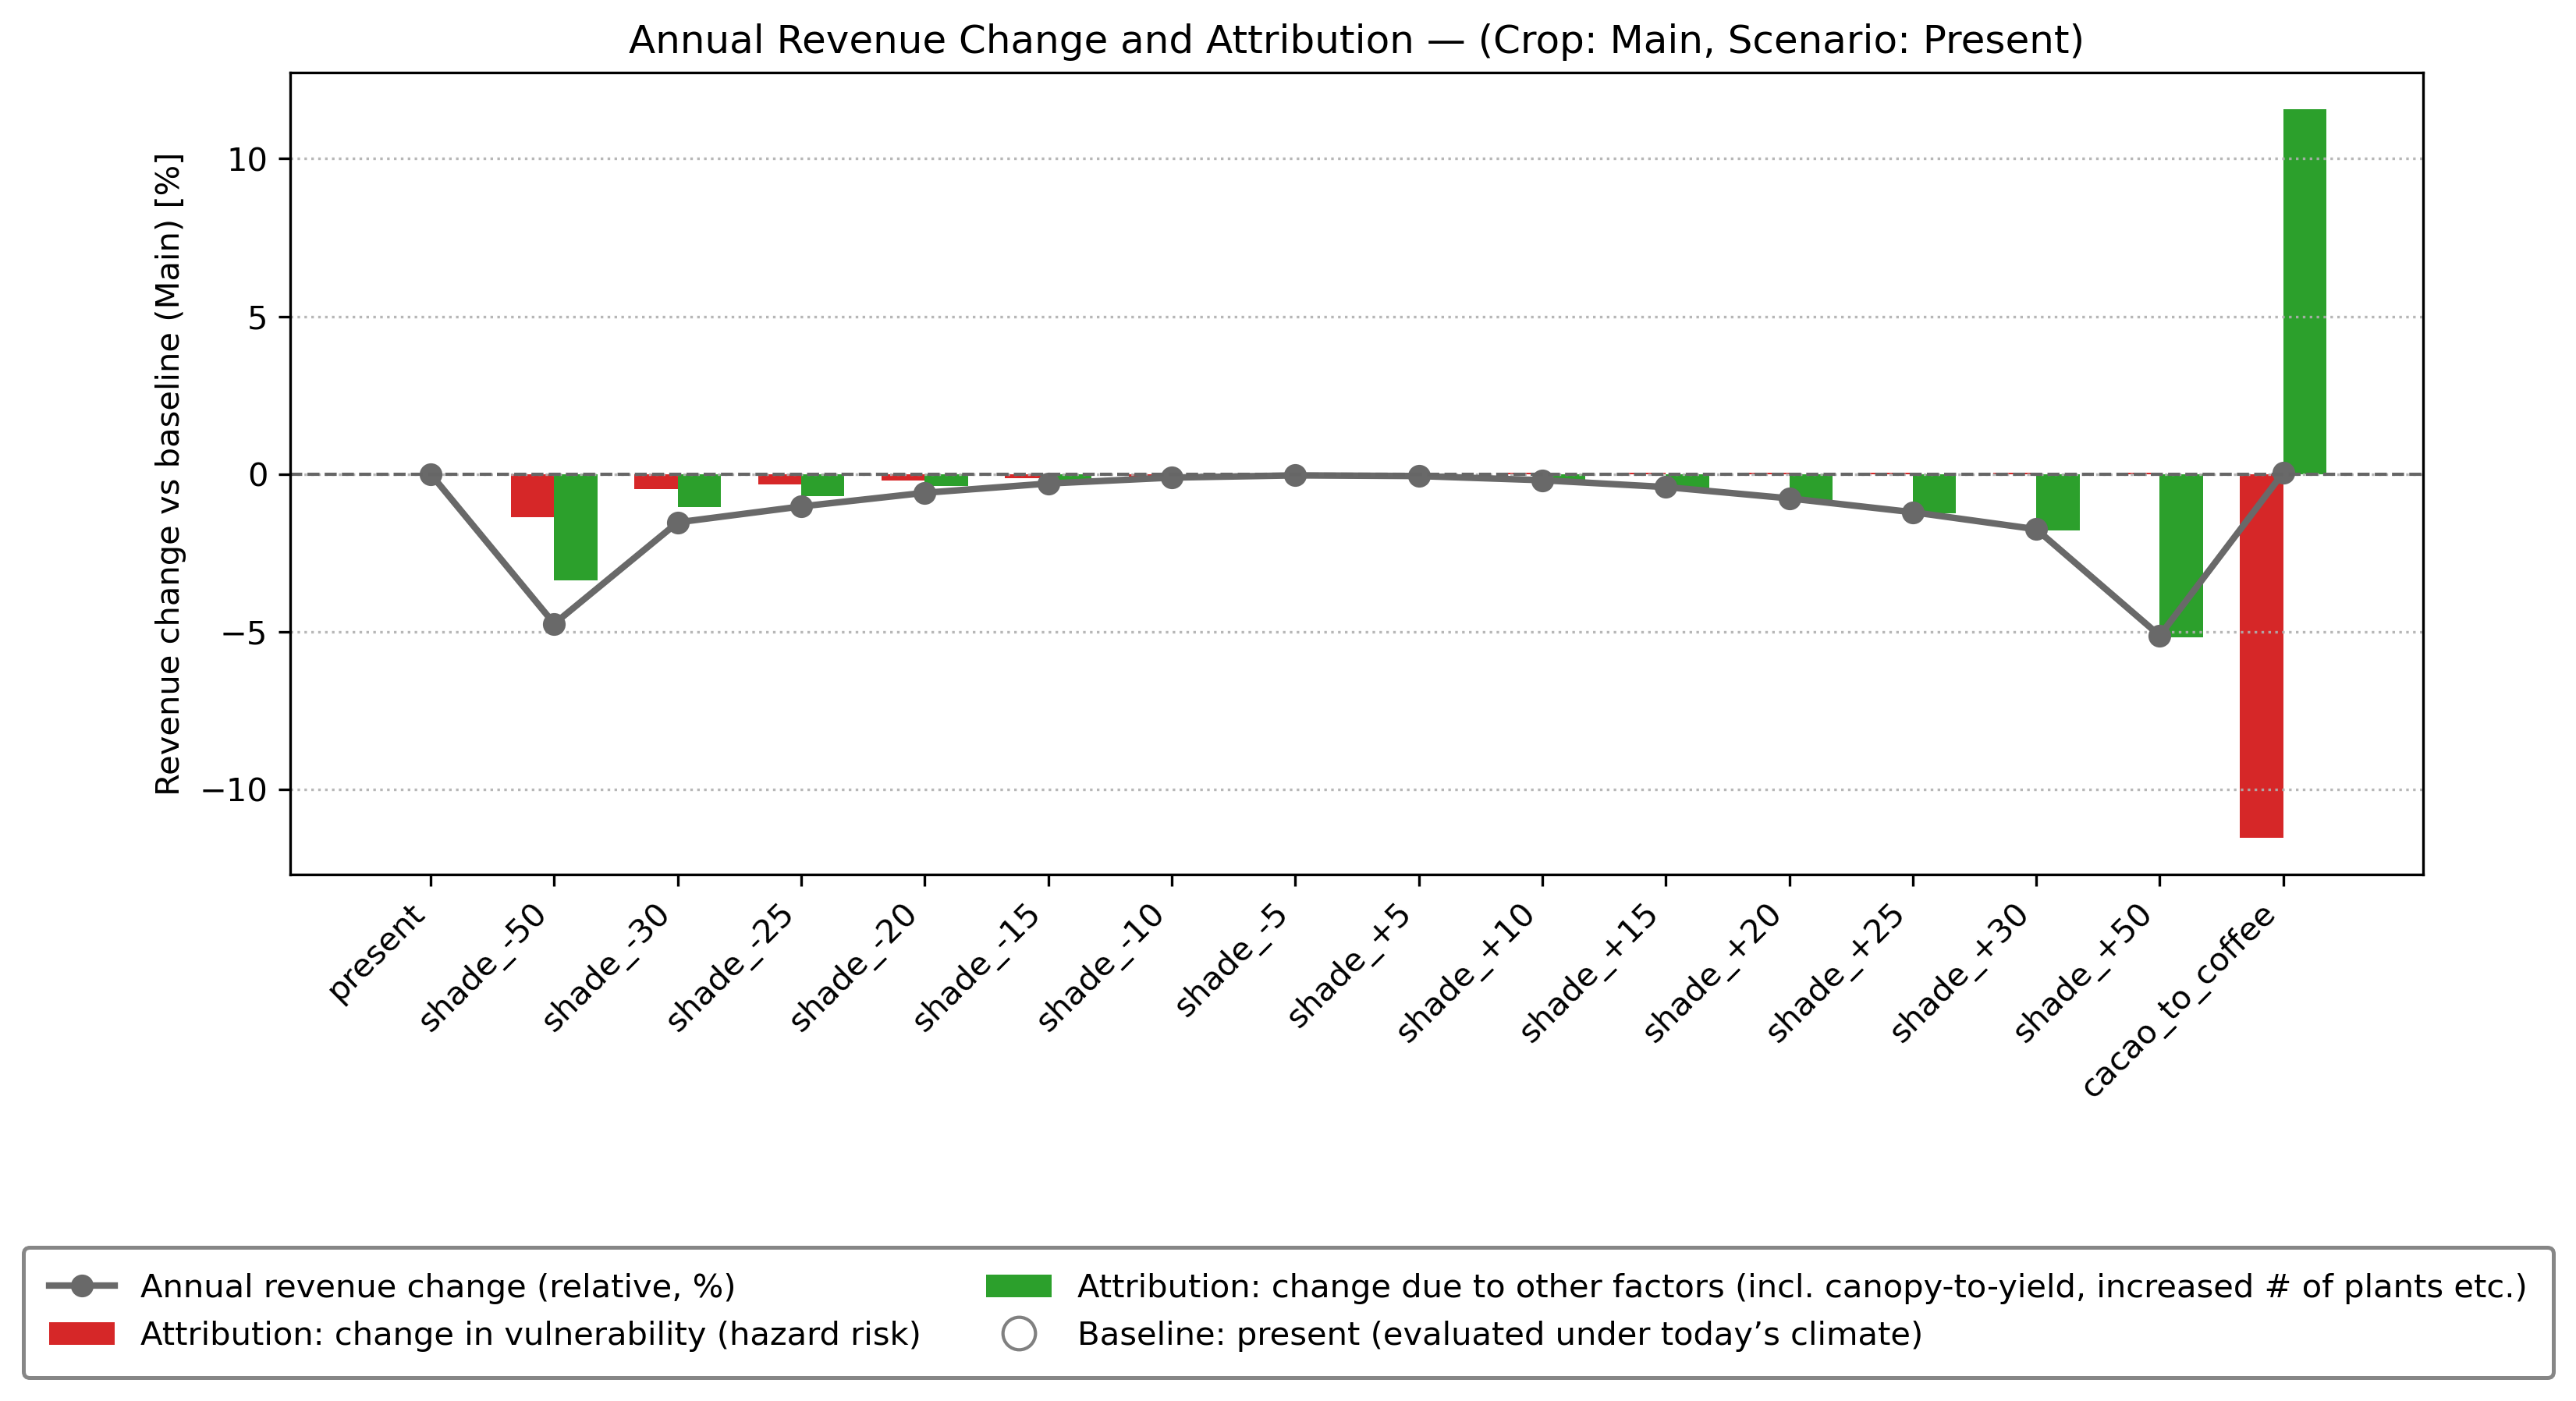 Annual Revenue Change and Attribution — (Crop: Main, Scenario: Present)
Revenue change vs baseline (Main) [%]
10
5
0
−5
−10
present
shade_-50
shade_-30
shade_-25
shade_-20
shade_-15
shade_-10
shade_-5
shade_+5
shade_+10
shade_+15
shade_+20
shade_+25
shade_+30
shade_+50
cacao_to_coffee
Annual revenue change (relative, %)
Attribution: change in vulnerability (hazard risk)
Attribution: change due to other factors (incl. canopy-to-yield, increased # of plants etc.)
Baseline: present (evaluated under today’s climate)